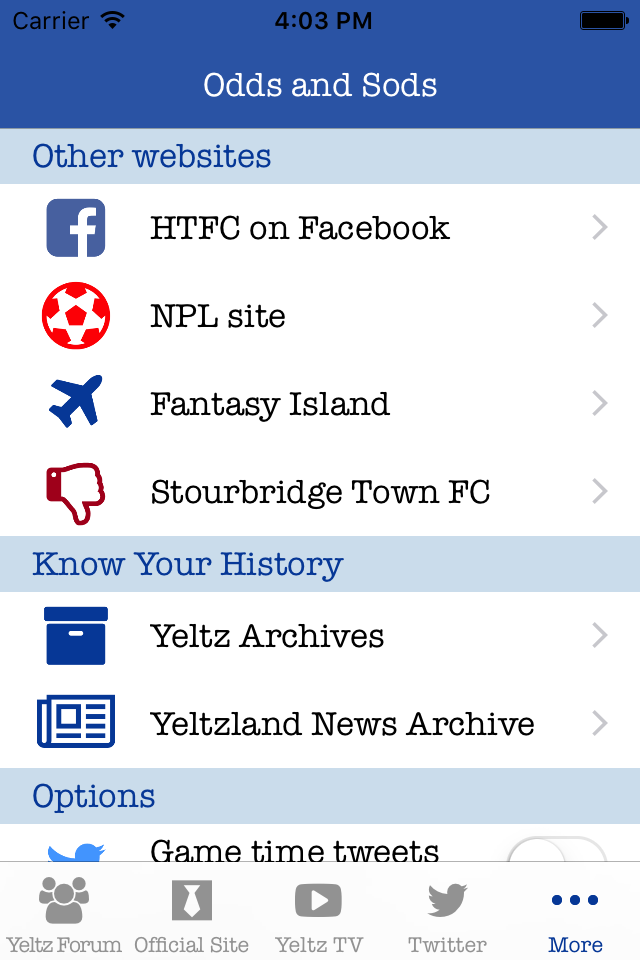 Carrier
4:03 PM
Odds and Sods
Other websites
HTFC on Facebook
NPL site
Fantasy Island
Stourbridge Town FC
Know Your History
Yeltz Archives
Yeltzland News Archive
Options
Game time tweets
Yeltz Forum
Official Site
Yeltz TV
Twitter
More